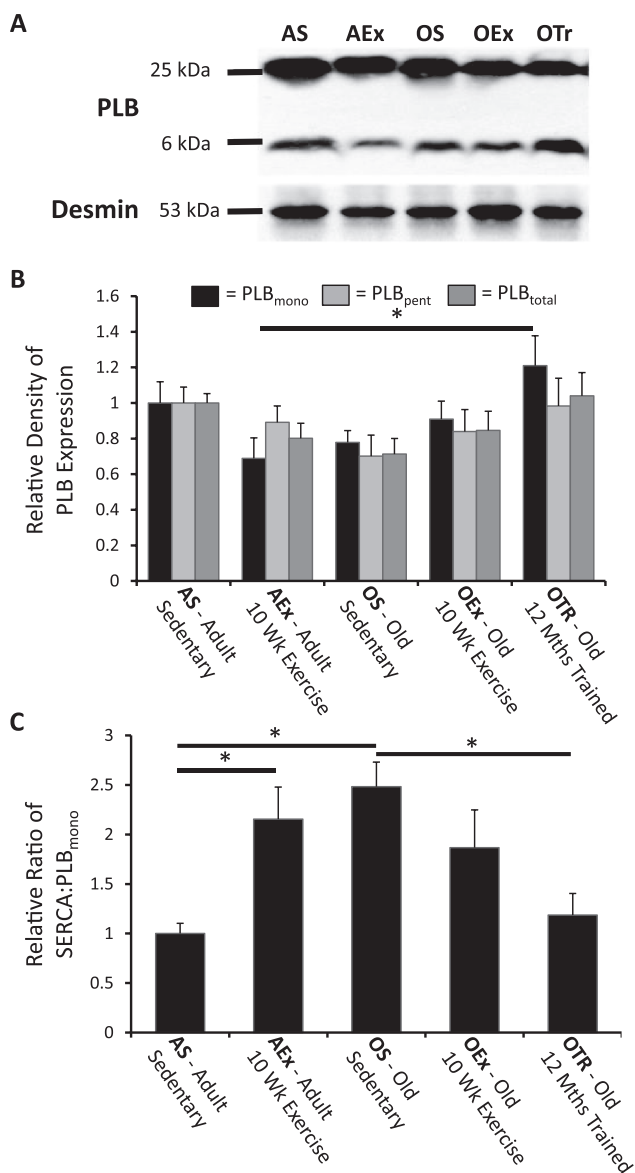 A
AS AEx OS OEx OTr
25 kDa
PLB
6 kDa
Desmin 53 kDa
B
= PLBmono = PLBpent = PLBtotal
*
Relative Density of
PLB Expression
1.6
1.4
1.2
1
0.8
0.6
0.4
0.2
0
AS - Adult
Sedentary
AEx - Adult
10 Wk Exercise
OS - Old
Sedentary
OEx - Old
10 Wk Exercise
OTR - Old
12 Mths Trained
C
Relative Ratio of
SERCA:PLBmono
3
2.5
2
1.5
1
0.5
0
*
*
*
AS - Adult
Sedentary
AEx - Adult
10 Wk Exercise
OS - Old
Sedentary
OEx - Old
10 Wk Exercise
OTR - Old
12 Mths Trained